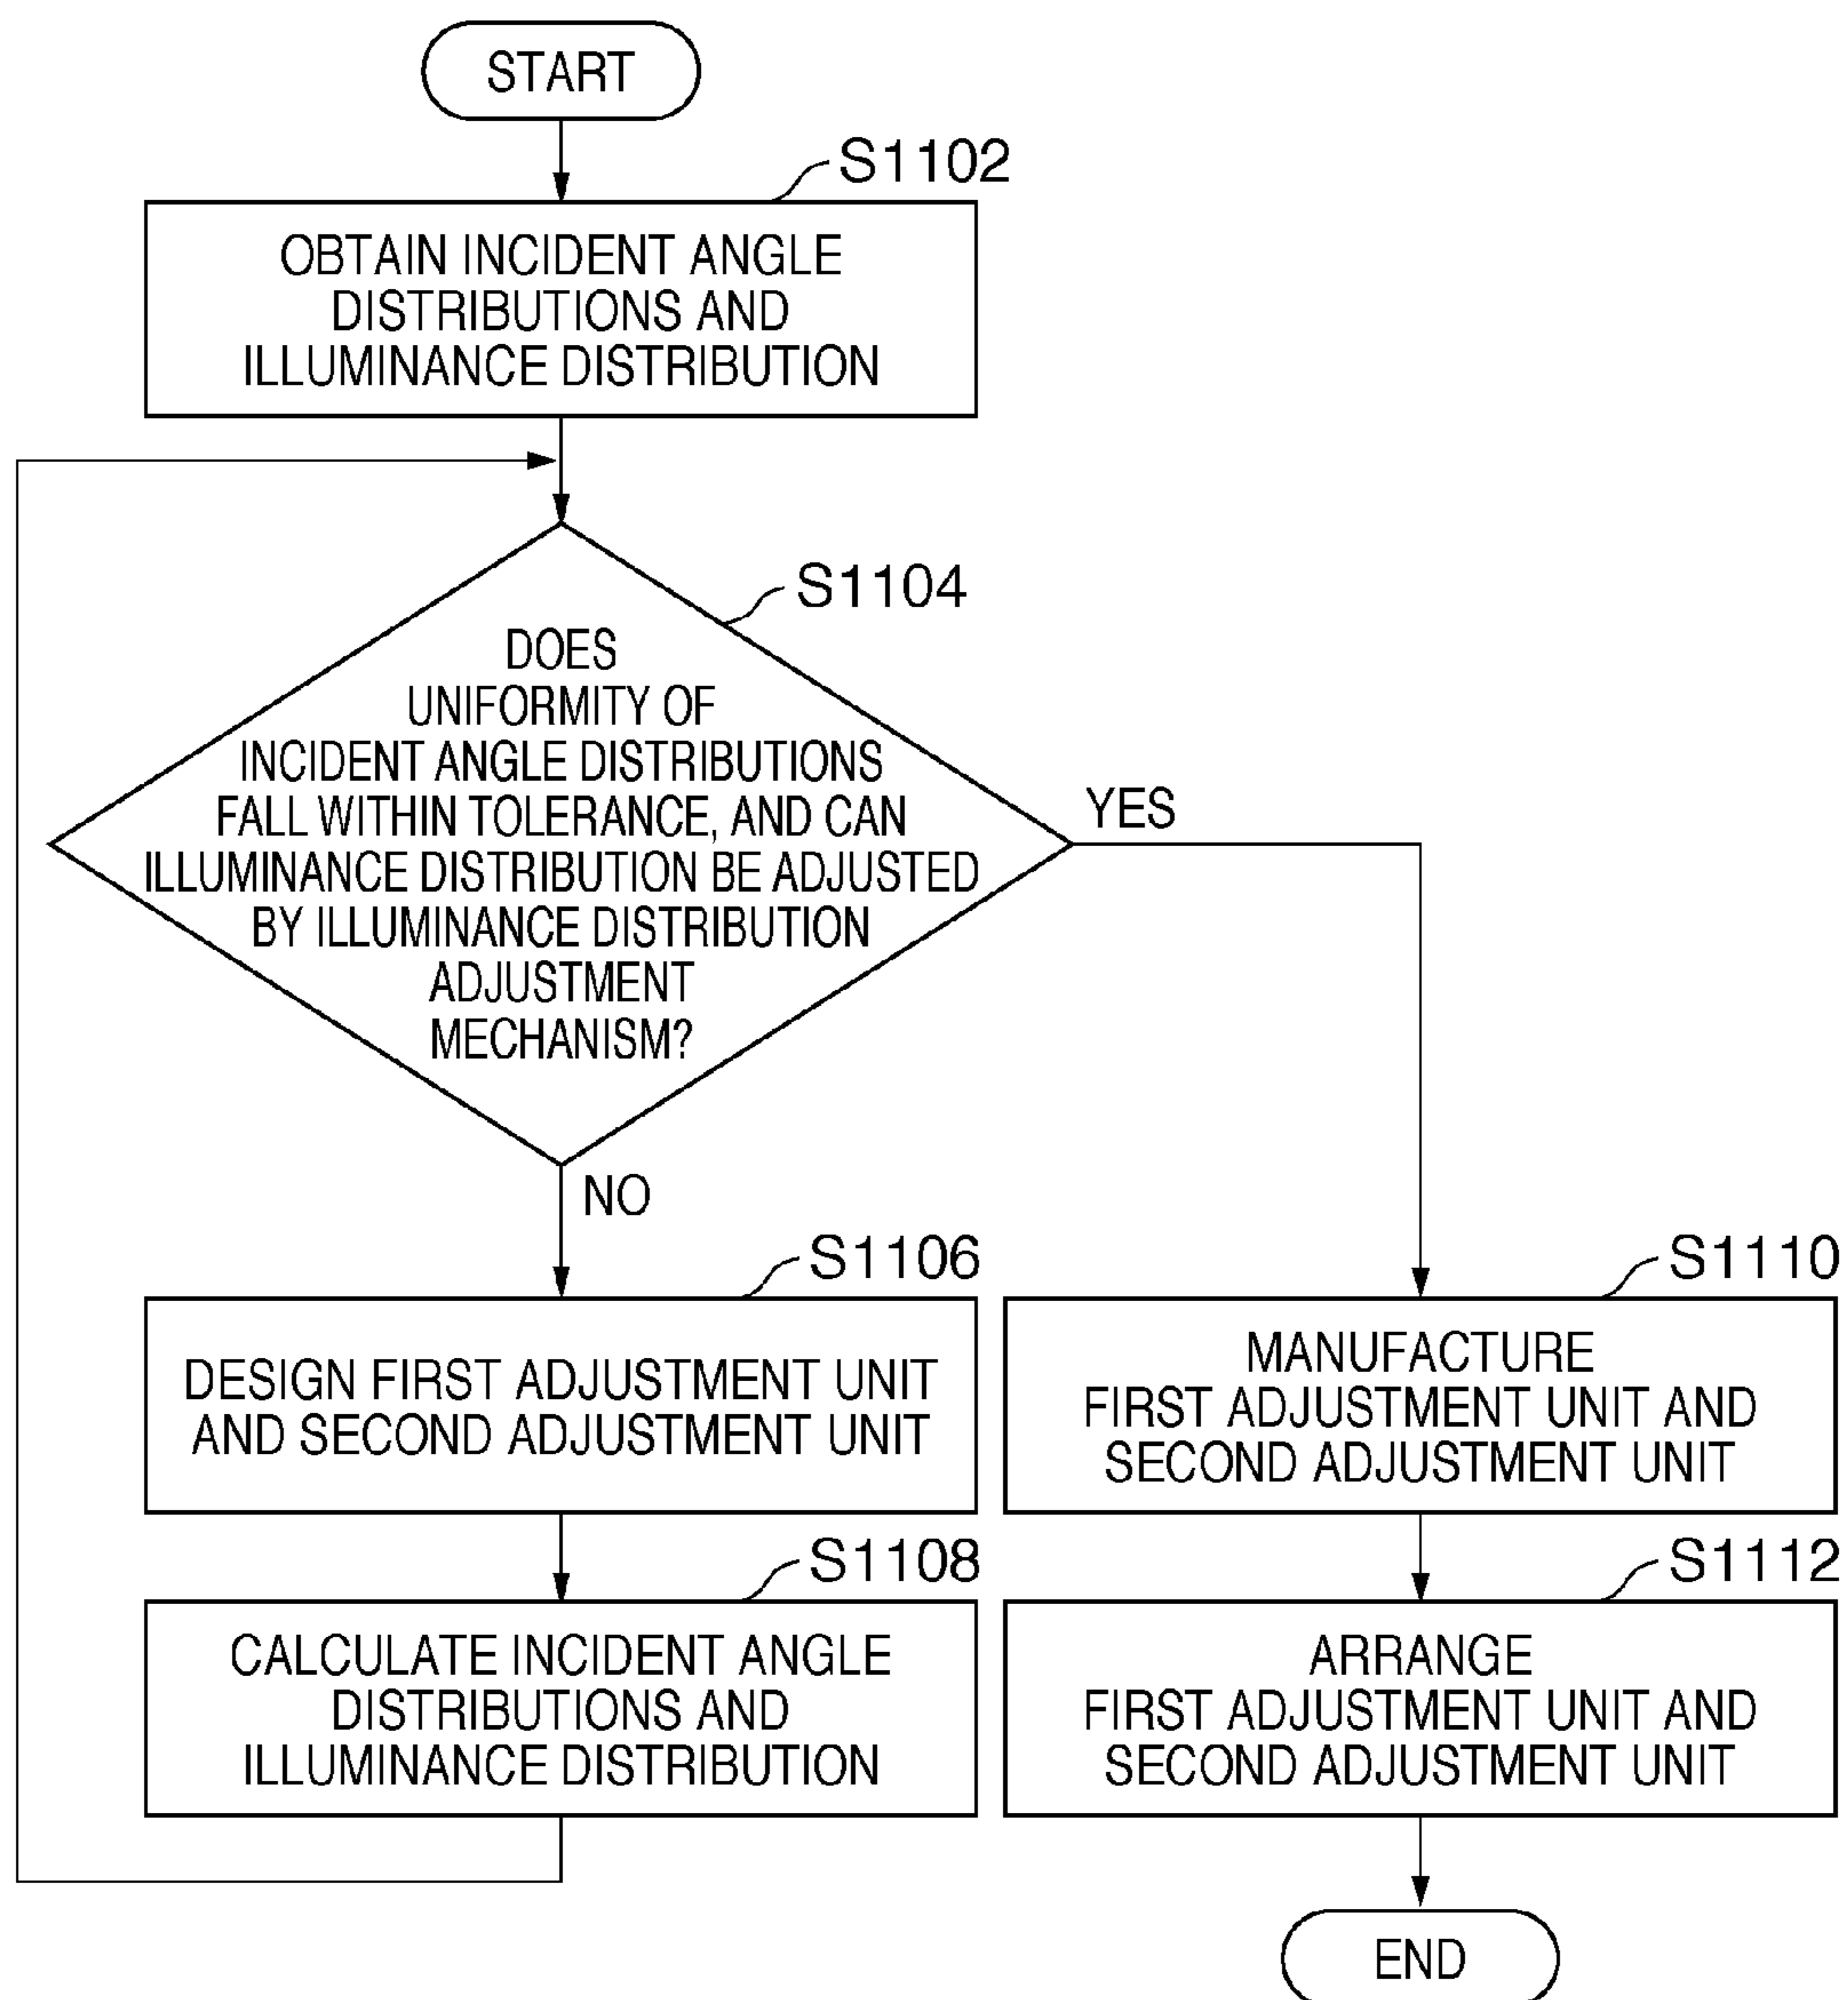 START
S1102
OBTAIN INCIDENT ANGLE
DISTRIBUTIONS AND
ILLUMINANCE DISTRIBUTION
S1104
DOES
UNIFORMITY OF
INCIDENT ANGLE DISTRIBUTIONS
FALL WITHIN TOLERANCE, AND CAN
ILLUMINANCE DISTRIBUTION BE ADJUSTED
BY ILLUMINANCE DISTRIBUTION
ADJUSTMENT
MECHANISM?
YES
NO
S1106
DESIGN FIRST ADJUSTMENT UNIT
AND SECOND ADJUSTMENT UNIT
S1108
CALCULATE INCIDENT ANGLE
DISTRIBUTIONS AND
ILLUMINANCE DISTRIBUTION
S1110
MANUFACTURE
FIRST ADJUSTMENT UNIT AND
SECOND ADJUSTMENT UNIT
S1112
ARRANGE
FIRST ADJUSTMENT UNIT AND
SECOND ADJUSTMENT UNIT
END